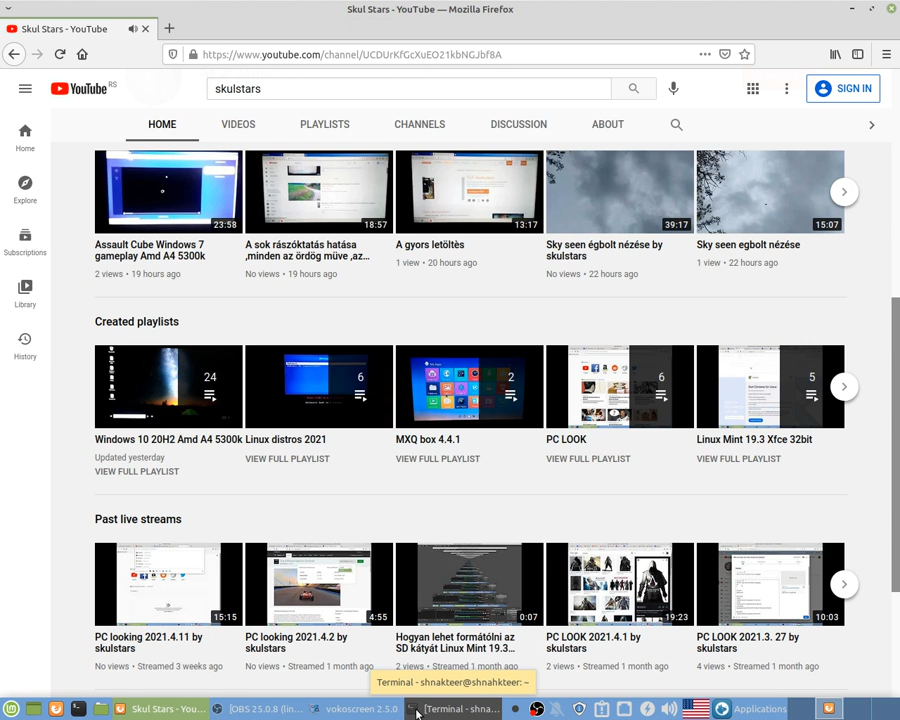 Skul Stars - YouTube — Mozilla Firefox
Skul Stars - YouTube
https://www.youtube.com/channel/UCDUrKfGcXuEO21kbNGJbf8A
YouTube RS
skulstars
SIGN IN
HOME VIDEOS PLAYLISTS CHANNELS DISCUSSION ABOUT
Home
Explore
Subscriptions
Library
History
23:58
18:57
13:17
39:17
15:07
Assault Cube Windows 7
gameplay Amd A4 5300k
2 views • 19 hours ago
A sok rászóktatás hatása
,minden az ördög müve ,az...
No views • 19 hours ago
A gyors letöltès
1 view • 20 hours ago
Sky seen égbolt nézése by
skulstars
No views • 22 hours ago
Sky seen egbolt nézése
1 view • 22 hours ago
Created playlists
24
6
2
6
5
Windows 10 20H2 Amd A4 5300k
Updated yesterday
VIEW FULL PLAYLIST
Linux distros 2021
VIEW FULL PLAYLIST
MXQ box 4.4.1
VIEW FULL PLAYLIST
PC LOOK
VIEW FULL PLAYLIST
Linux Mint 19.3 Xfce 32bit
VIEW FULL PLAYLIST
Past live streams
15:15
4:55
0:07
19:23
10:03
PC looking 2021.4.11 by
skulstars
No views • Streamed 3 weeks ago
PC looking 2021.4.2 by
skulstars
No views • Streamed 1 month ago
Hogyan lehet formátólni az
SD kátyát Linux Mint 19.3...
2 views • Streamed 1 month ago
PC LOOK 2021.4.1 by
skulstars
No views • Streamed 1 month ago
PC LOOK 2021.3. 27 by
skulstars
4 views • Streamed 1 month ago
Terminal - shnakteer@shnahkteer: ~
Skul Stars - You...
[OBS 25.0.8 (lin...
vokoscreen 2.5.0
[Terminal - shna...
Applications